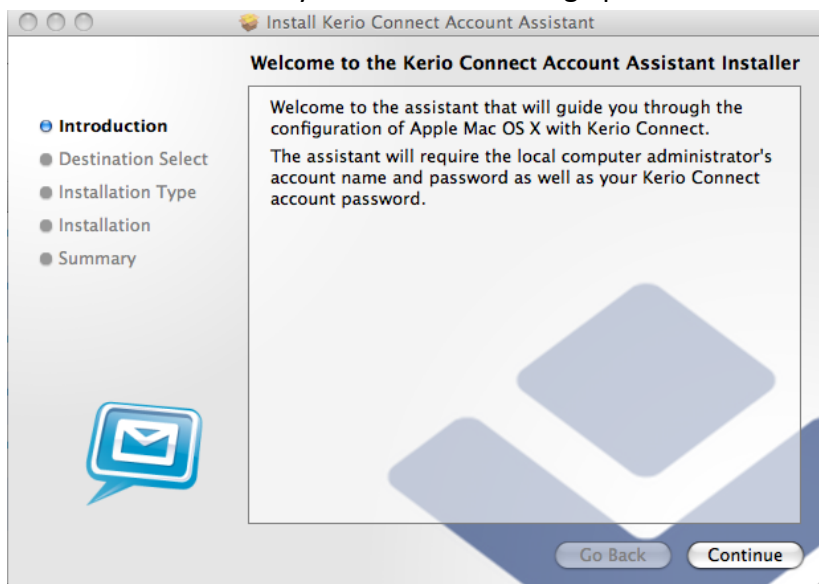 Install Kerio Connect Account Assistant
Welcome to the Kerio Connect Account Assistant Installer
Introduction
Destination Select
Installation Type
Installation
Summary
Welcome to the assistant that will guide you through the
configuration of Apple Mac OS X with Kerio Connect.
The assistant will require the local computer administrator's
account name and password as well as your Kerio Connect
account password.
Go Back
Continue